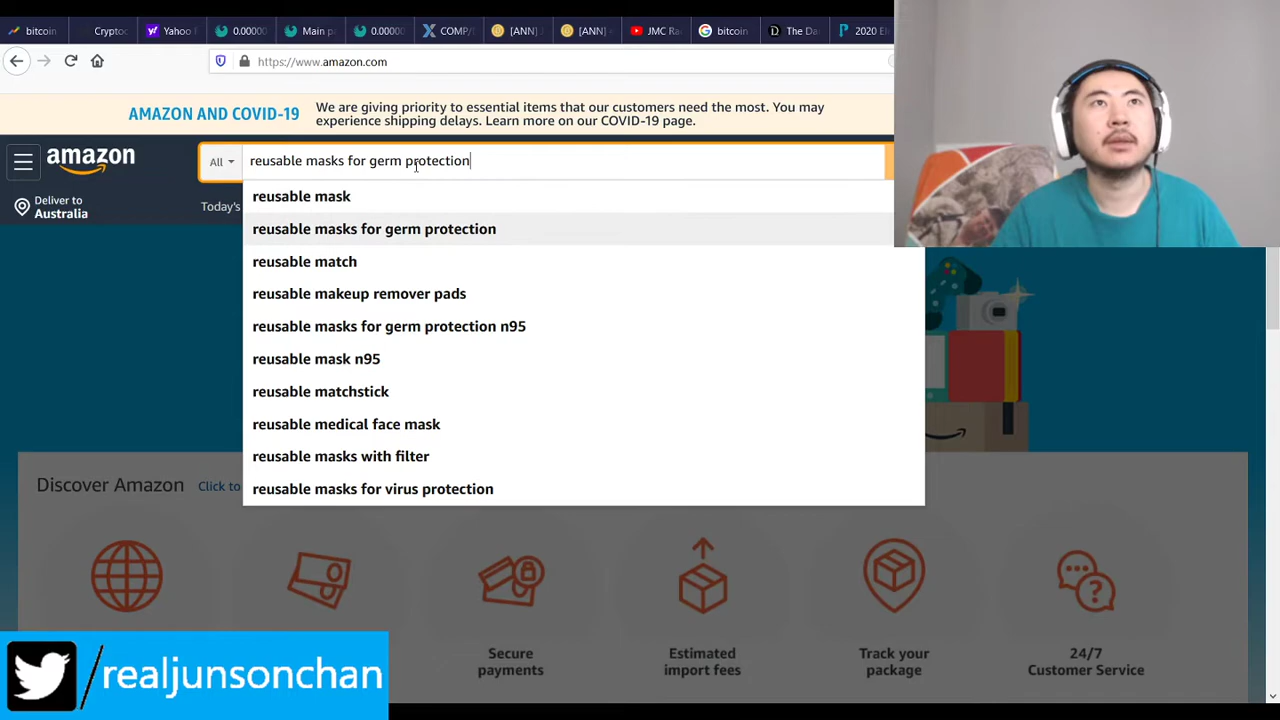 bitcoin
Cryptoc
Yahoo F
0.00000
Main p
0.00000
COMP/
[ANN] J
[ANN] 
JMC Ra
bitcoin
The Da
2020 El
https://www.amazon.com
AMAZON AND COVID-19
We are giving priority to essential items that our customers need the most. You may
experience shipping delays. Learn more on our COVID-19 page.
amazon
All
reusable masks for germ protection
Deliver to
Australia
Today's
reusable mask
reusable masks for germ protection
reusable match
reusable makeup remover pads
reusable masks for germ protection n95
reusable mask n95
reusable matchstick
reusable medical face mask
reusable masks with filter
reusable masks for virus protection
Discover Amazon
Click to
Secure
payments
Estimated
import fees
Track your
package
24/7
Customer Service
/realjunsonchan